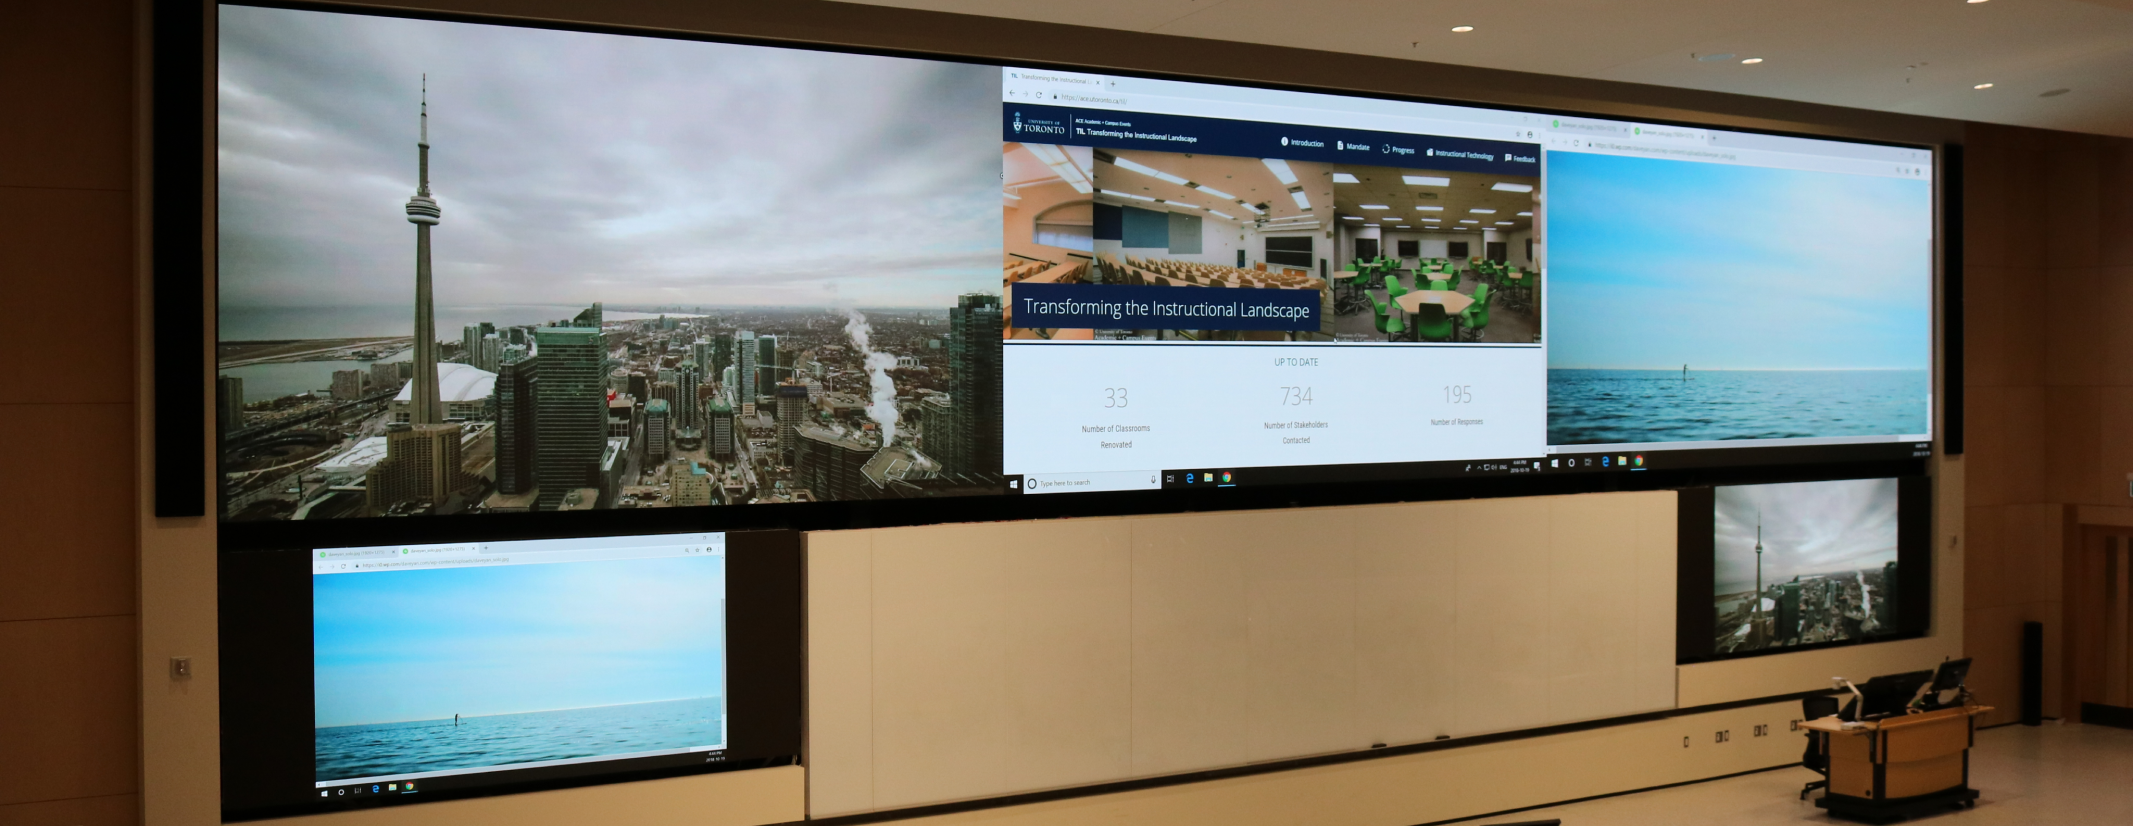 TIL Transforming the Instructional
https://ace.utoronto.ca/til/
UNIVERSITY OF
TORONTO
ACE Academic + Campus Events
TIL Transforming the Instructional Landscape
Introduction
Mandate
Progress
Instructional Technology
Feedback
Transforming the Instructional Landscape
UP TO DATE
33
Number of Classrooms
Renovated
734
Number of Stakeholders
Contacted
195
Number of Responses
Type here to search